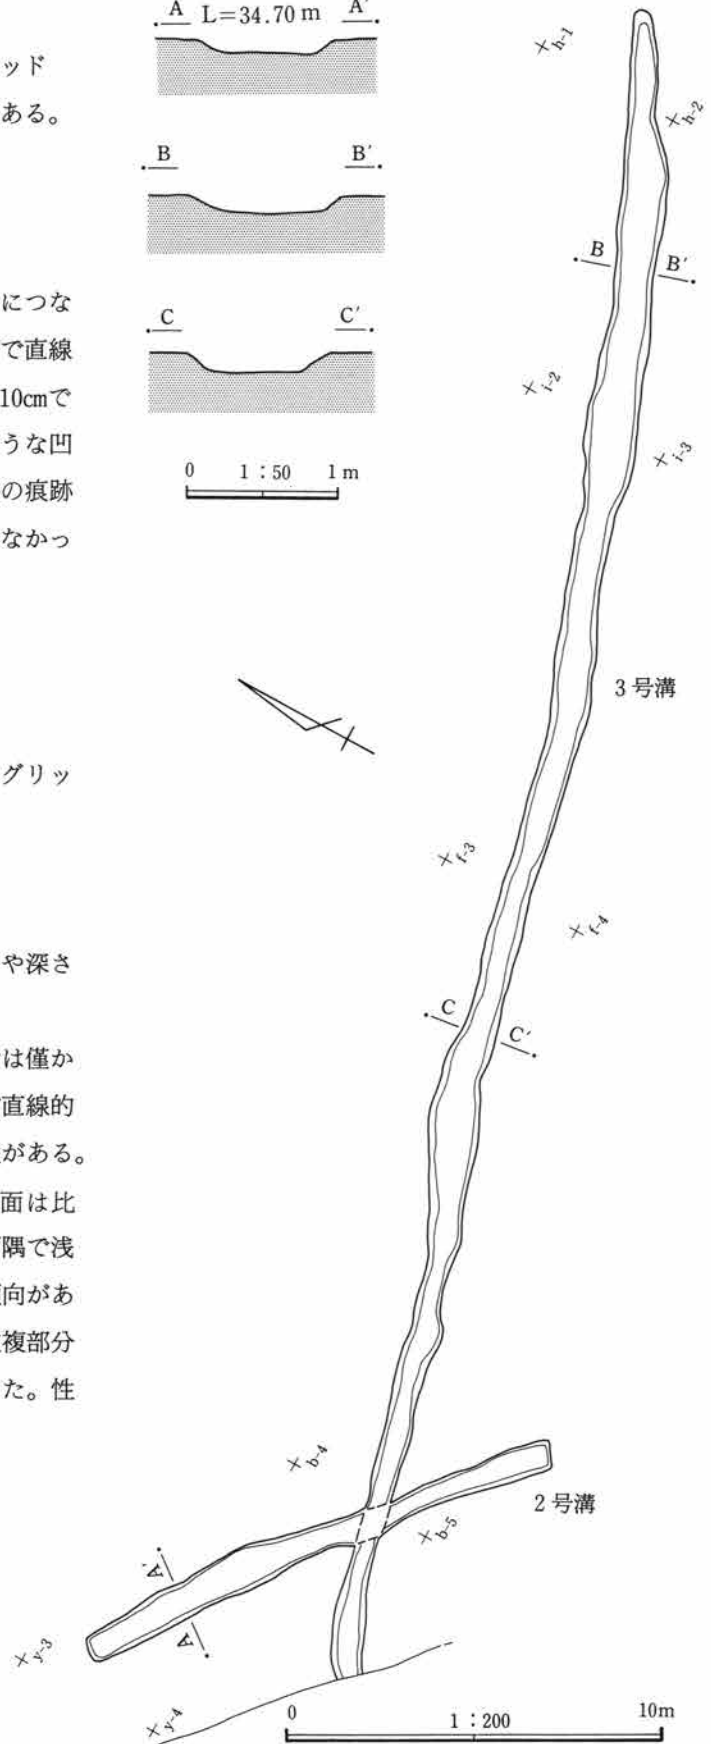 A L=34.70 m A′
ッド
ある。
B B′
につな
で直線
10cmで
うな凹
の痕跡
なかっ
C C′
0 1:50 1 m
グリッ
や深さ
は僅か
直線的
がある。
面は比
隅で浅
向があ
複部分
た。性
h-1
h-2
B B′
i-2
i-3
3号溝
f-3
f-4
C C′
b-4
2号溝
b-5
A′
A
y-3
y-4
0 1:200 10m